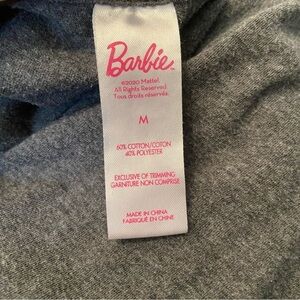 Barbie
©2020 Mattel.
All Rights Reserved
Tous droits réservés.
M
60% COTTON/COTON
40% POLYESTER
EXCLUSIVE OF TRIMMING
GARNITURE NON COMPRISE
MADE IN CHINA
FABRIQUÉ EN CHINE